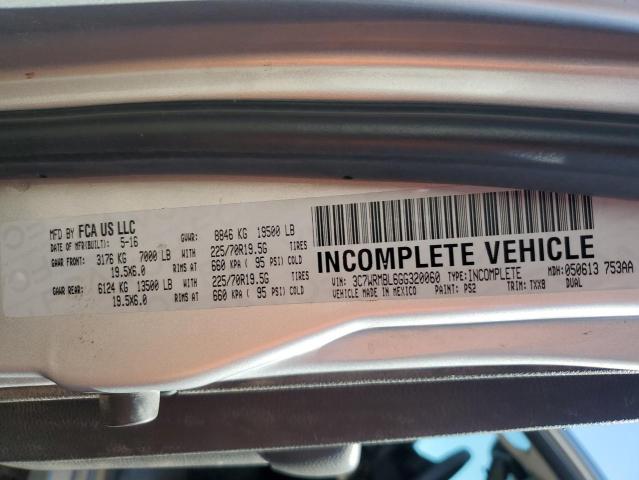 MFD BY FCA US LLC
DATE OF MFR(BUILT): 5-16 GVWR: 8846 KG 19500 LB
GAWR FRONT: 3176 KG 7000 LB WITH 225/70R19.5G TIRES
19.5X6.0 RIMS AT 660 KPA ( 95 PSI) COLD
GAWR REAR: 6124 KG 13500 LB WITH 225/70R19.5G TIRES
19.5X6.0 RIMS AT 660 KPA ( 95 PSI) COLD
INCOMPLETE VEHICLE
VIN: 3C7WRMBL6GG320060 TYPE: INCOMPLETE MDH: 050613 753AA
VEHICLE MADE IN MEXICO PAINT: PS2 TRIM: TXX8 DUAL